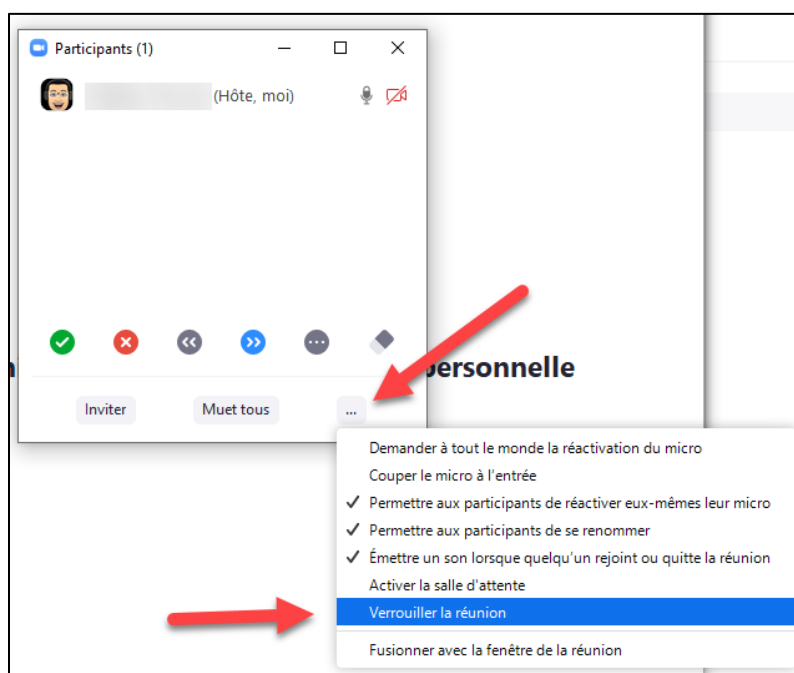 Participants (1)
(Hôte, moi)
personnelle
Inviter
Muet tous
...
Demander à tout le monde la réactivation du micro
Couper le micro à l'entrée
Permettre aux participants de réactiver eux-mêmes leur micro
Permettre aux participants de se renommer
Émettre un son lorsque quelqu'un rejoint ou quitte la réunion
Activer la salle d'attente
Verrouiller la réunion
Fusionner avec la fenêtre de la réunion